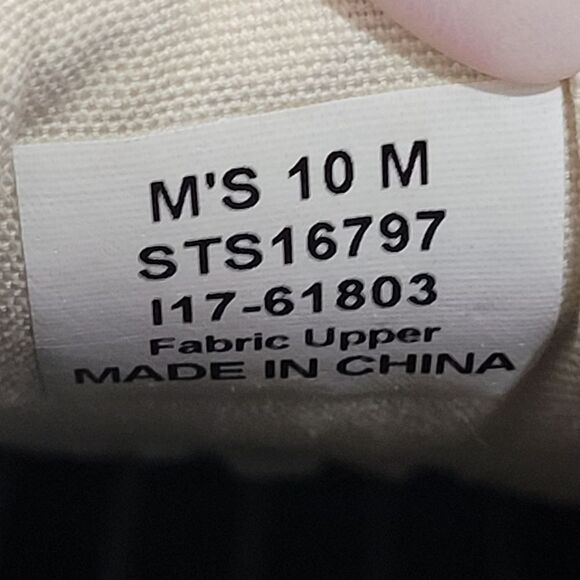 M'S 10 M
STS16797
I17-61803
Fabric Upper
MADE IN CHINA